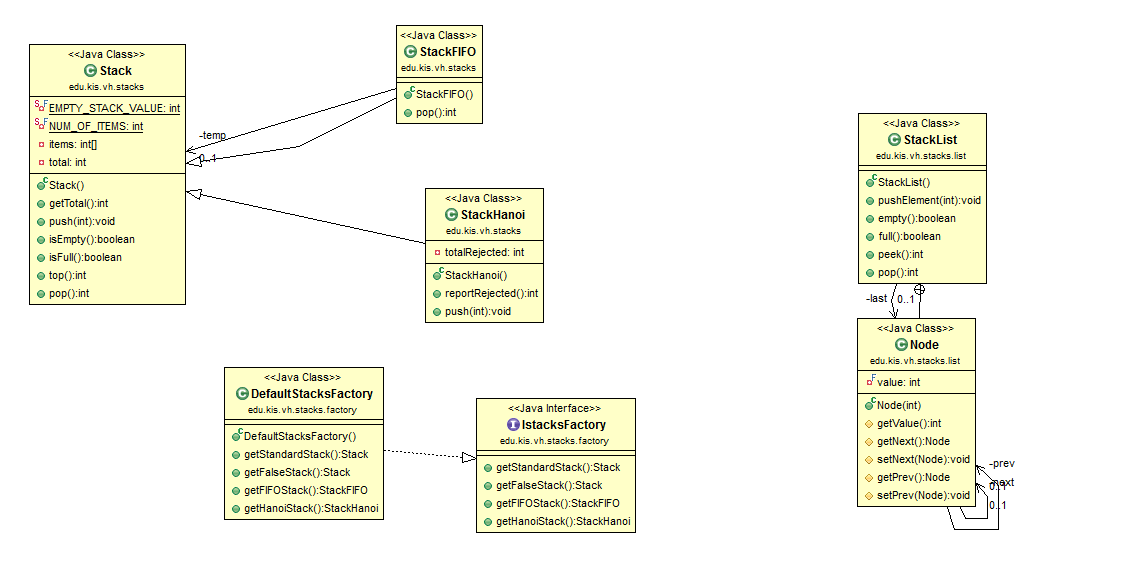 <<Java Class>>
Stack
edu.kis.vh.stacks
EMPTY_STACK_VALUE: int
NUM_OF_ITEMS: int
items: int[]
total: int
Stack()
getTotal():int
push(int):void
isEmpty():boolean
isFull():boolean
top():int
pop():int
<<Java Class>>
StackFIFO
edu.kis.vh.stacks
StackFIFO()
pop():int
-temp
0..1
<<Java Class>>
StackHanoi
edu.kis.vh.stacks
totalRejected: int
StackHanoi()
reportRejected():int
push(int):void
<<Java Class>>
DefaultStacksFactory
edu.kis.vh.stacks.factory
DefaultStacksFactory()
getStandardStack():Stack
getFalseStack():Stack
getFIFOStack():StackFIFO
getHanoiStack():StackHanoi
<<Java Interface>>
IstacksFactory
edu.kis.vh.stacks.factory
getStandardStack():Stack
getFalseStack():Stack
getFIFOStack():StackFIFO
getHanoiStack():StackHanoi
<<Java Class>>
StackList
edu.kis.vh.stacks.list
StackList()
pushElement(int):void
empty():boolean
full():boolean
peek():int
pop():int
-last
0..1
<<Java Class>>
Node
edu.kis.vh.stacks.list
value: int
Node(int)
getValue():int
getNext():Node
setNext(Node):void
getPrev():Node
setPrev(Node):void
-prev
0..1
-next
0..1